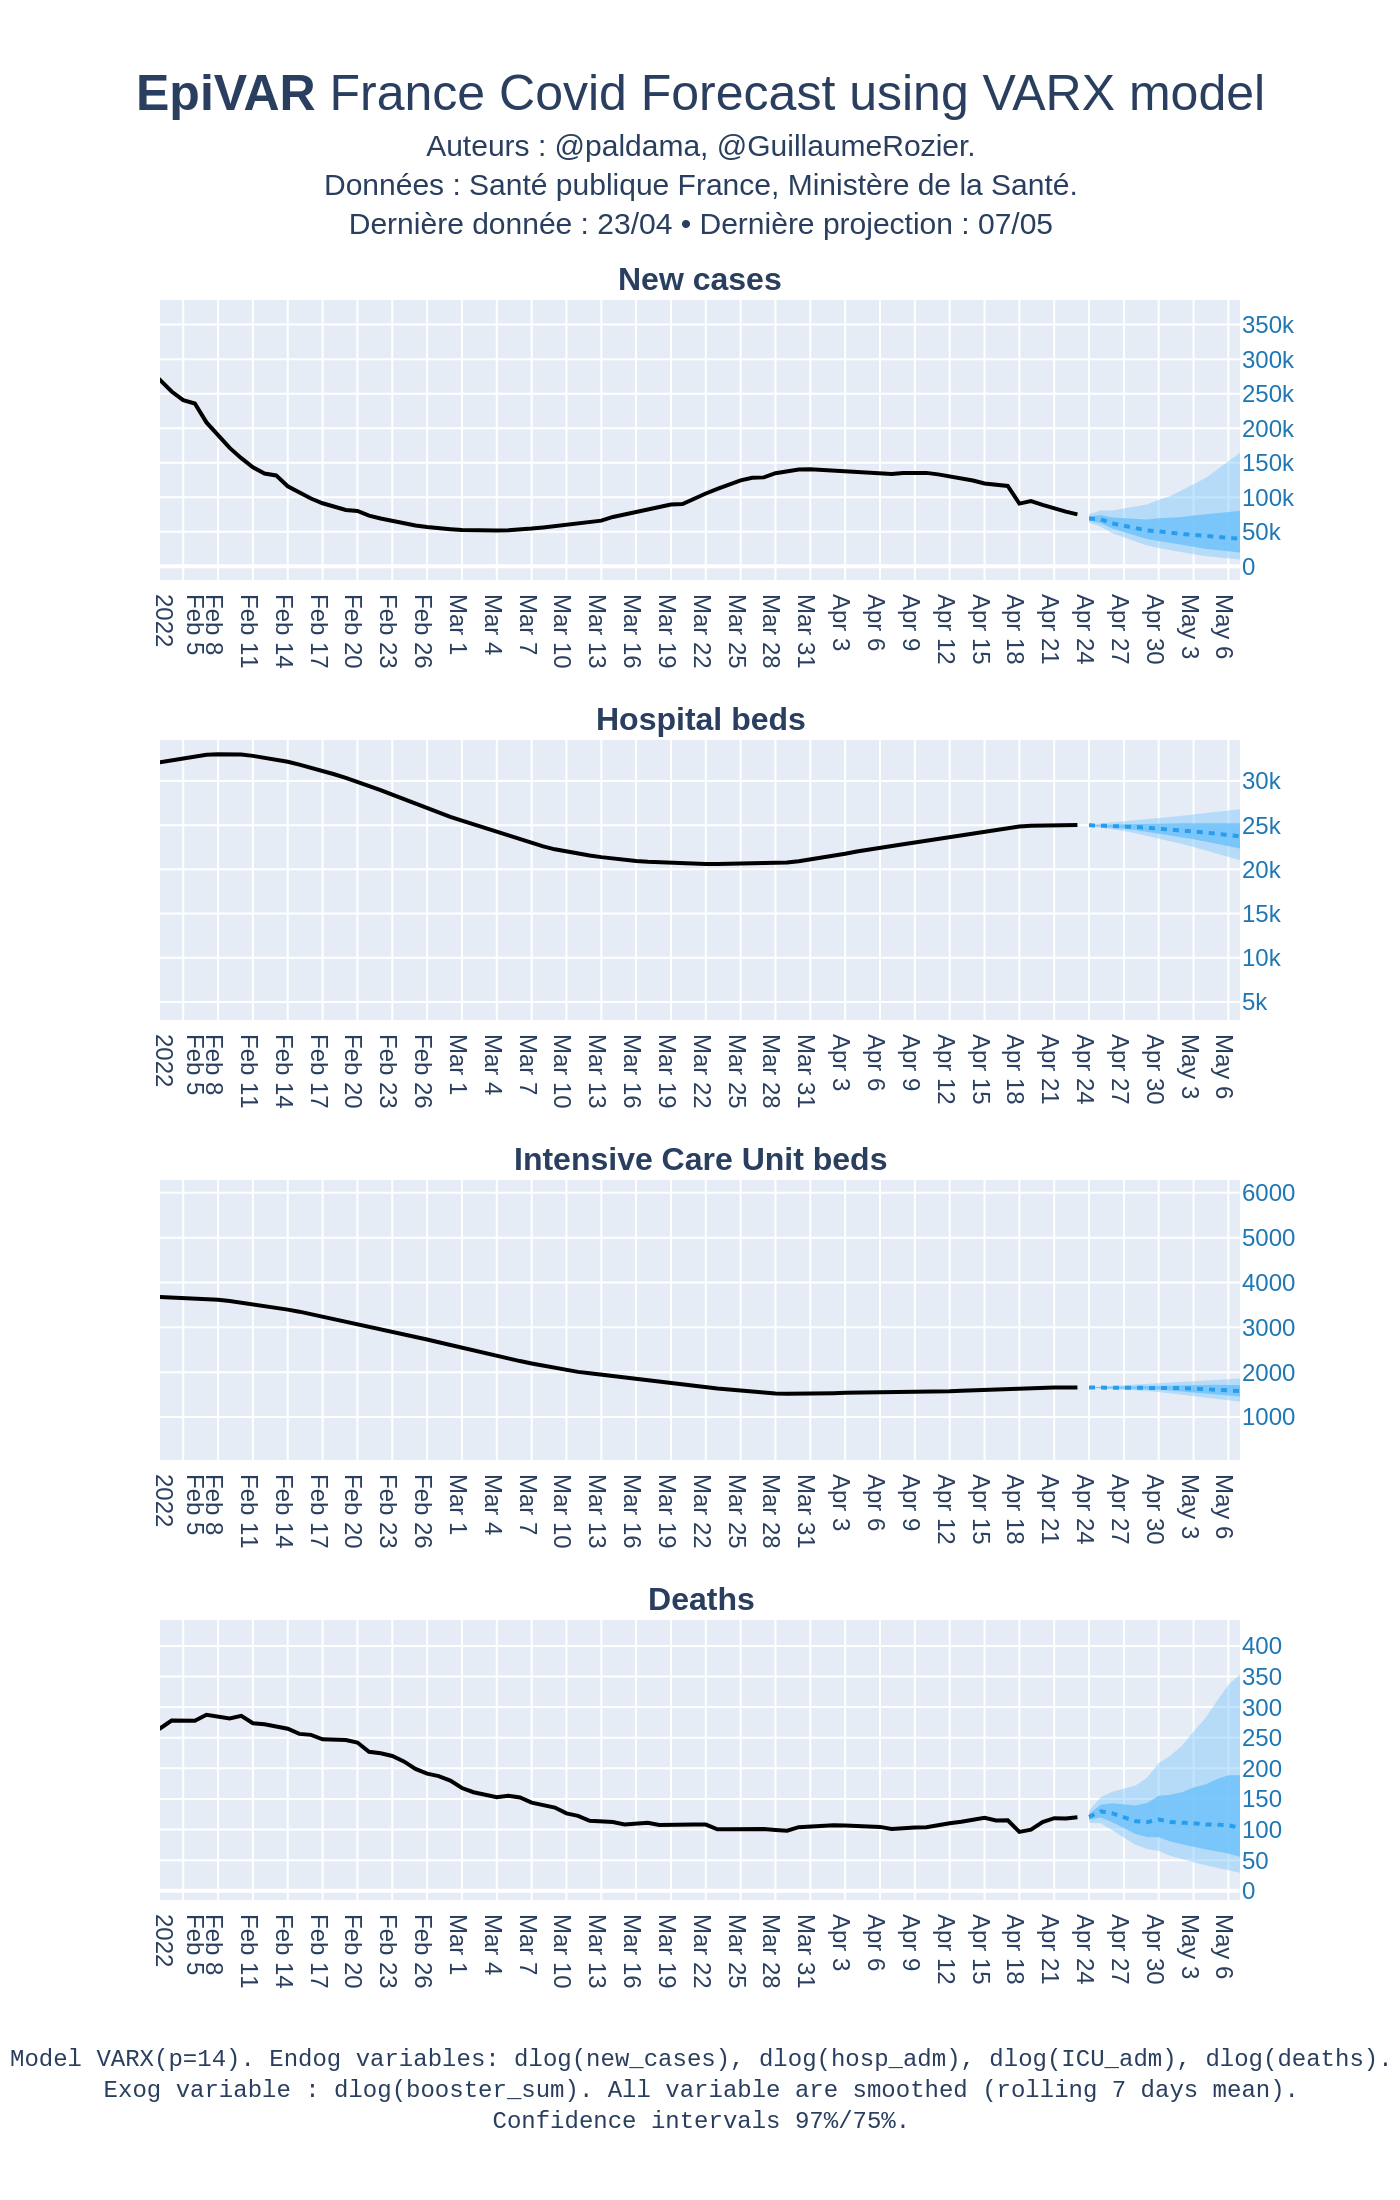 EpiVAR France Covid Forecast using VARX model
Auteurs : @paldama, @GuillaumeRozier.
Données : Santé publique France, Ministère de la Santé.
Dernière donnée : 23/04 • Dernière projection : 07/05
New cases
350k
300k
250k
200k
150k
100k
50k
0
2022 Feb 5 Feb 8 Feb 11 Feb 14 Feb 17 Feb 20 Feb 23 Feb 26 Mar 1 Mar 4 Mar 7 Mar 10 Mar 13 Mar 16 Mar 19 Mar 22 Mar 25 Mar 28 Mar 31 Apr 3 Apr 6 Apr 9 Apr 12 Apr 15 Apr 18 Apr 21 Apr 24 Apr 27 Apr 30 May 3 May 6
Hospital beds
30k
25k
20k
15k
10k
5k
2022 Feb 5 Feb 8 Feb 11 Feb 14 Feb 17 Feb 20 Feb 23 Feb 26 Mar 1 Mar 4 Mar 7 Mar 10 Mar 13 Mar 16 Mar 19 Mar 22 Mar 25 Mar 28 Mar 31 Apr 3 Apr 6 Apr 9 Apr 12 Apr 15 Apr 18 Apr 21 Apr 24 Apr 27 Apr 30 May 3 May 6
Intensive Care Unit beds
6000
5000
4000
3000
2000
1000
2022 Feb 5 Feb 8 Feb 11 Feb 14 Feb 17 Feb 20 Feb 23 Feb 26 Mar 1 Mar 4 Mar 7 Mar 10 Mar 13 Mar 16 Mar 19 Mar 22 Mar 25 Mar 28 Mar 31 Apr 3 Apr 6 Apr 9 Apr 12 Apr 15 Apr 18 Apr 21 Apr 24 Apr 27 Apr 30 May 3 May 6
Deaths
400
350
300
250
200
150
100
50
0
2022 Feb 5 Feb 8 Feb 11 Feb 14 Feb 17 Feb 20 Feb 23 Feb 26 Mar 1 Mar 4 Mar 7 Mar 10 Mar 13 Mar 16 Mar 19 Mar 22 Mar 25 Mar 28 Mar 31 Apr 3 Apr 6 Apr 9 Apr 12 Apr 15 Apr 18 Apr 21 Apr 24 Apr 27 Apr 30 May 3 May 6
Model VARX(p=14). Endog variables: dlog(new_cases), dlog(hosp_adm), dlog(ICU_adm), dlog(deaths).
Exog variable : dlog(booster_sum). All variable are smoothed (rolling 7 days mean).
Confidence intervals 97%/75%.